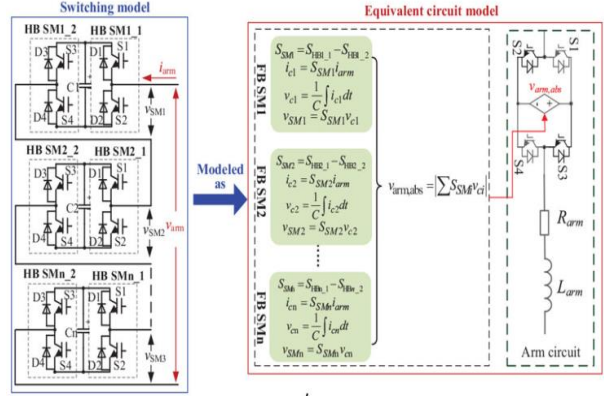 Switching model
Equivalent circuit model
HB SM1_2 HB SM1_1
D3 S3 D1 S1
C1
D4 S4 D2 S2
i_arm
v_SM1
HB SM2_2 HB SM2_1
D3 S3 D1 S1
C2
D4 S4 D2 S2
v_SM2
v_arm
HB SMn_2 HB SMn_1
D3 S3 D1 S1
Cn
D4 S4 D2 S2
v_SM3
Modeled
as
FB SM1
S_SM1 = S_HB1_1 − S_HB1_2
i_c1 = S_SM1 i_arm
v_c1 = 1/C ∫ i_c1 dt
v_SM1 = S_SM1 v_c1
FB SM2
S_SM2 = S_HB2_1 − S_HB2_2
i_c2 = S_SM2 i_arm
v_c2 = 1/C ∫ i_c2 dt
v_SM2 = S_SM2 v_c2
FB SMn
S_SMn = S_HBn_1 − S_HBn_2
i_cn = S_SMn i_arm
v_cn = 1/C ∫ i_cn dt
v_SMn = S_SMn v_cn
v_arm,abs = |∑ S_SMi v_ci|
S2 S1
v_arm,abs
S4 S3
R_arm
L_arm
Arm circuit